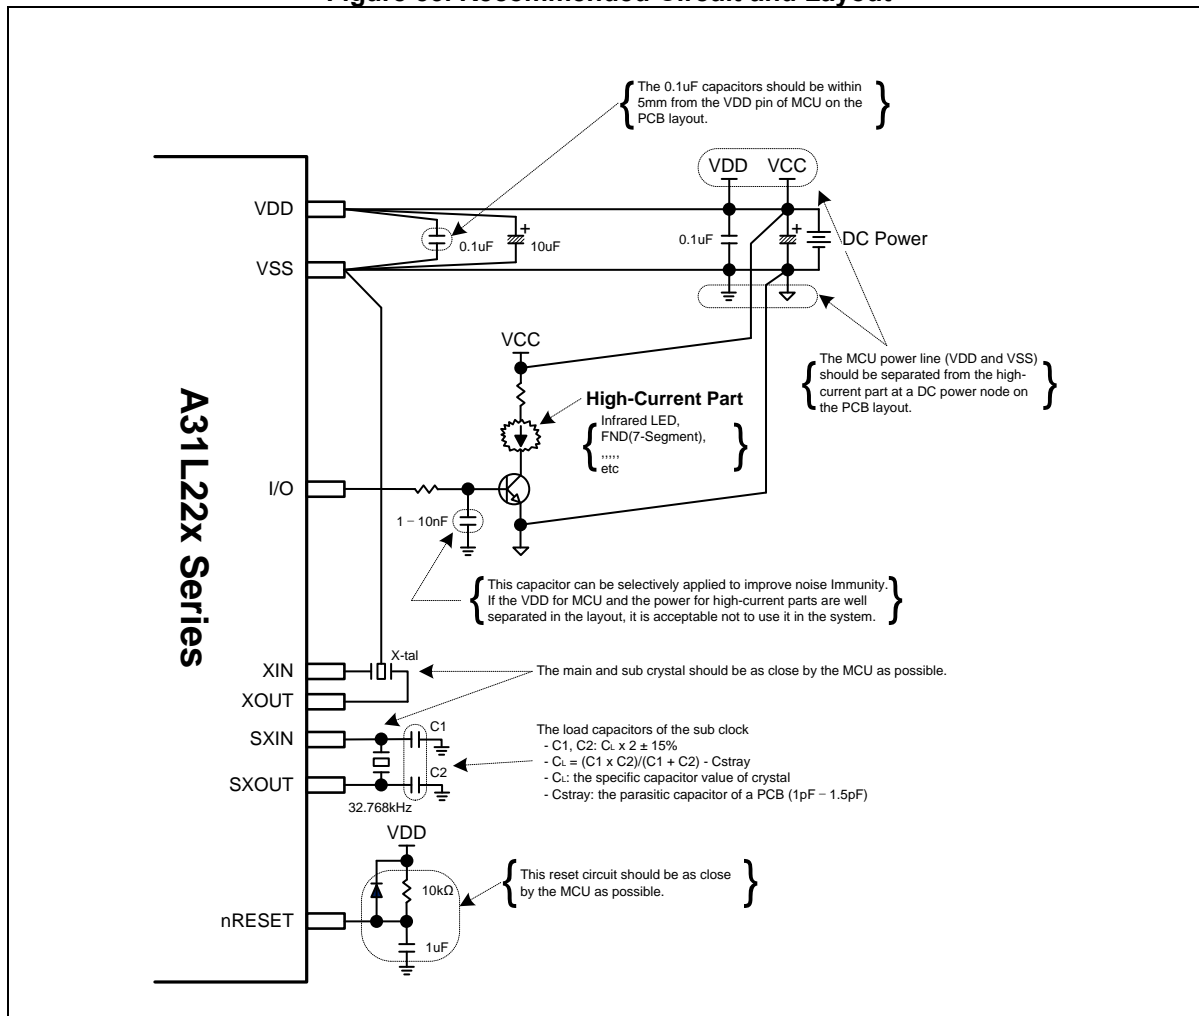 The 0.1uF capacitors should be within
5mm from the VDD pin of MCU on the
PCB layout.
VDD VCC
VDD
0.1uF
10uF
0.1uF
DC Power
VSS
The MCU power line (VDD and VSS)
should be separated from the high-
current part at a DC power node on
the PCB layout.
VCC
High-Current Part
Infrared LED,
FND(7-Segment),
,,,,,
etc
A31L22x Series
I/O
1 – 10nF
This capacitor can be selectively applied to improve noise Immunity.
If the VDD for MCU and the power for high-current parts are well
separated in the layout, it is acceptable not to use it in the system.
X-tal
XIN
The main and sub crystal should be as close by the MCU as possible.
XOUT
SXIN
C1
C2
SXOUT
32.768kHz
The load capacitors of the sub clock
- C1, C2: CL x 2 ± 15%
- CL = (C1 x C2)/(C1 + C2) - Cstray
- CL: the specific capacitor value of crystal
- Cstray: the parasitic capacitor of a PCB (1pF – 1.5pF)
VDD
10kΩ
This reset circuit should be as close
by the MCU as possible.
nRESET
1uF